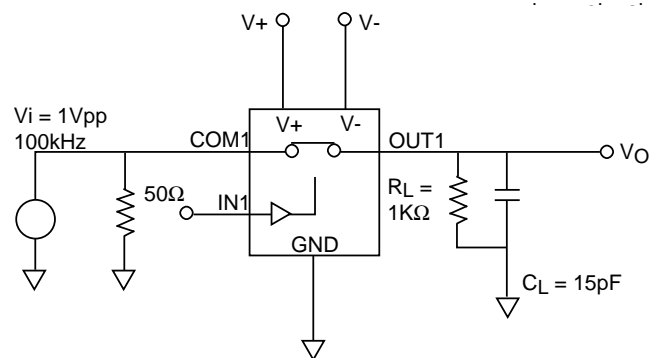 V+
V-
Vi = 1Vpp
100kHz
V+
V-
COM1
OUT1
VO
50Ω
IN1
RL =
1KΩ
GND
CL = 15pF